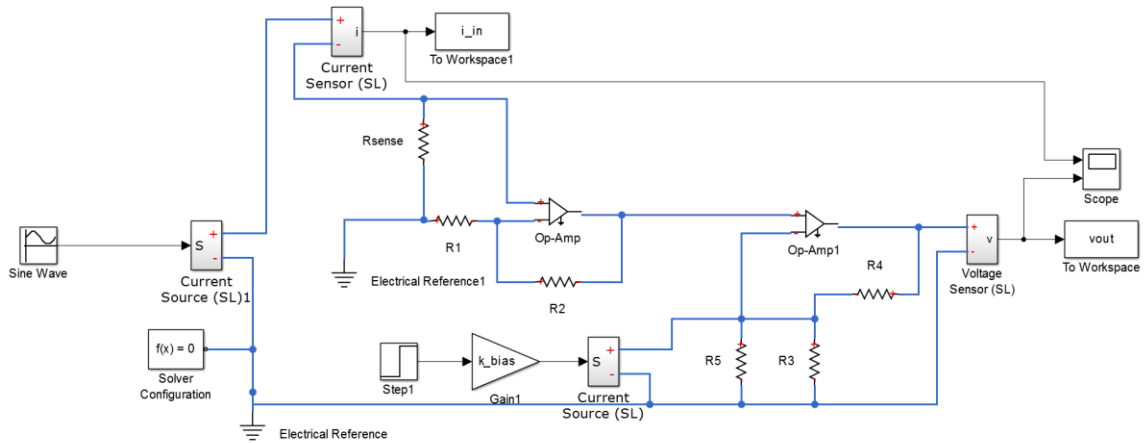 +
-
i
Current
Sensor (SL)
i_in
To Workspace1
Rsense
+
Scope
Sine Wave
S
+
-
Current
Source (SL)1
+
R1
+
-
Op-Amp
Electrical Reference1
+
R2
+
-
Op-Amp1
R4
+
+
-
v
Voltage
Sensor (SL)
vout
To Workspace
f(x) = 0
Solver
Configuration
Step1
k_bias
Gain1
S
+
-
Current
Source (SL)
R5
+
R3
+
Electrical Reference